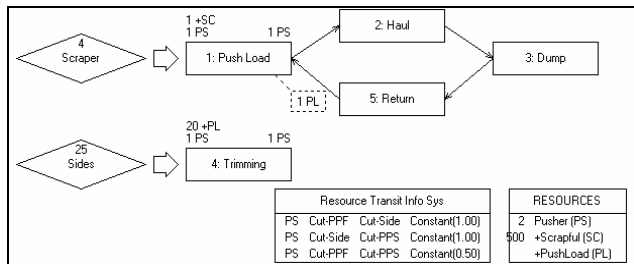 4
Scraper
1 +SC
1 PS 1 PS
1: Push Load
2: Haul
3: Dump
5: Return
1 PL
25
Sides
20 +PL
1 PS 1 PS
4: Trimming
Resource Transit Info Sys
PS Cut-PPF Cut-Side Constant(1.00)
PS Cut-Side Cut-PPS Constant(1.00)
PS Cut-PPF Cut-PPS Constant(0.50)
RESOURCES
2 Pusher (PS)
500 +Scrapful (SC)
+PushLoad (PL)